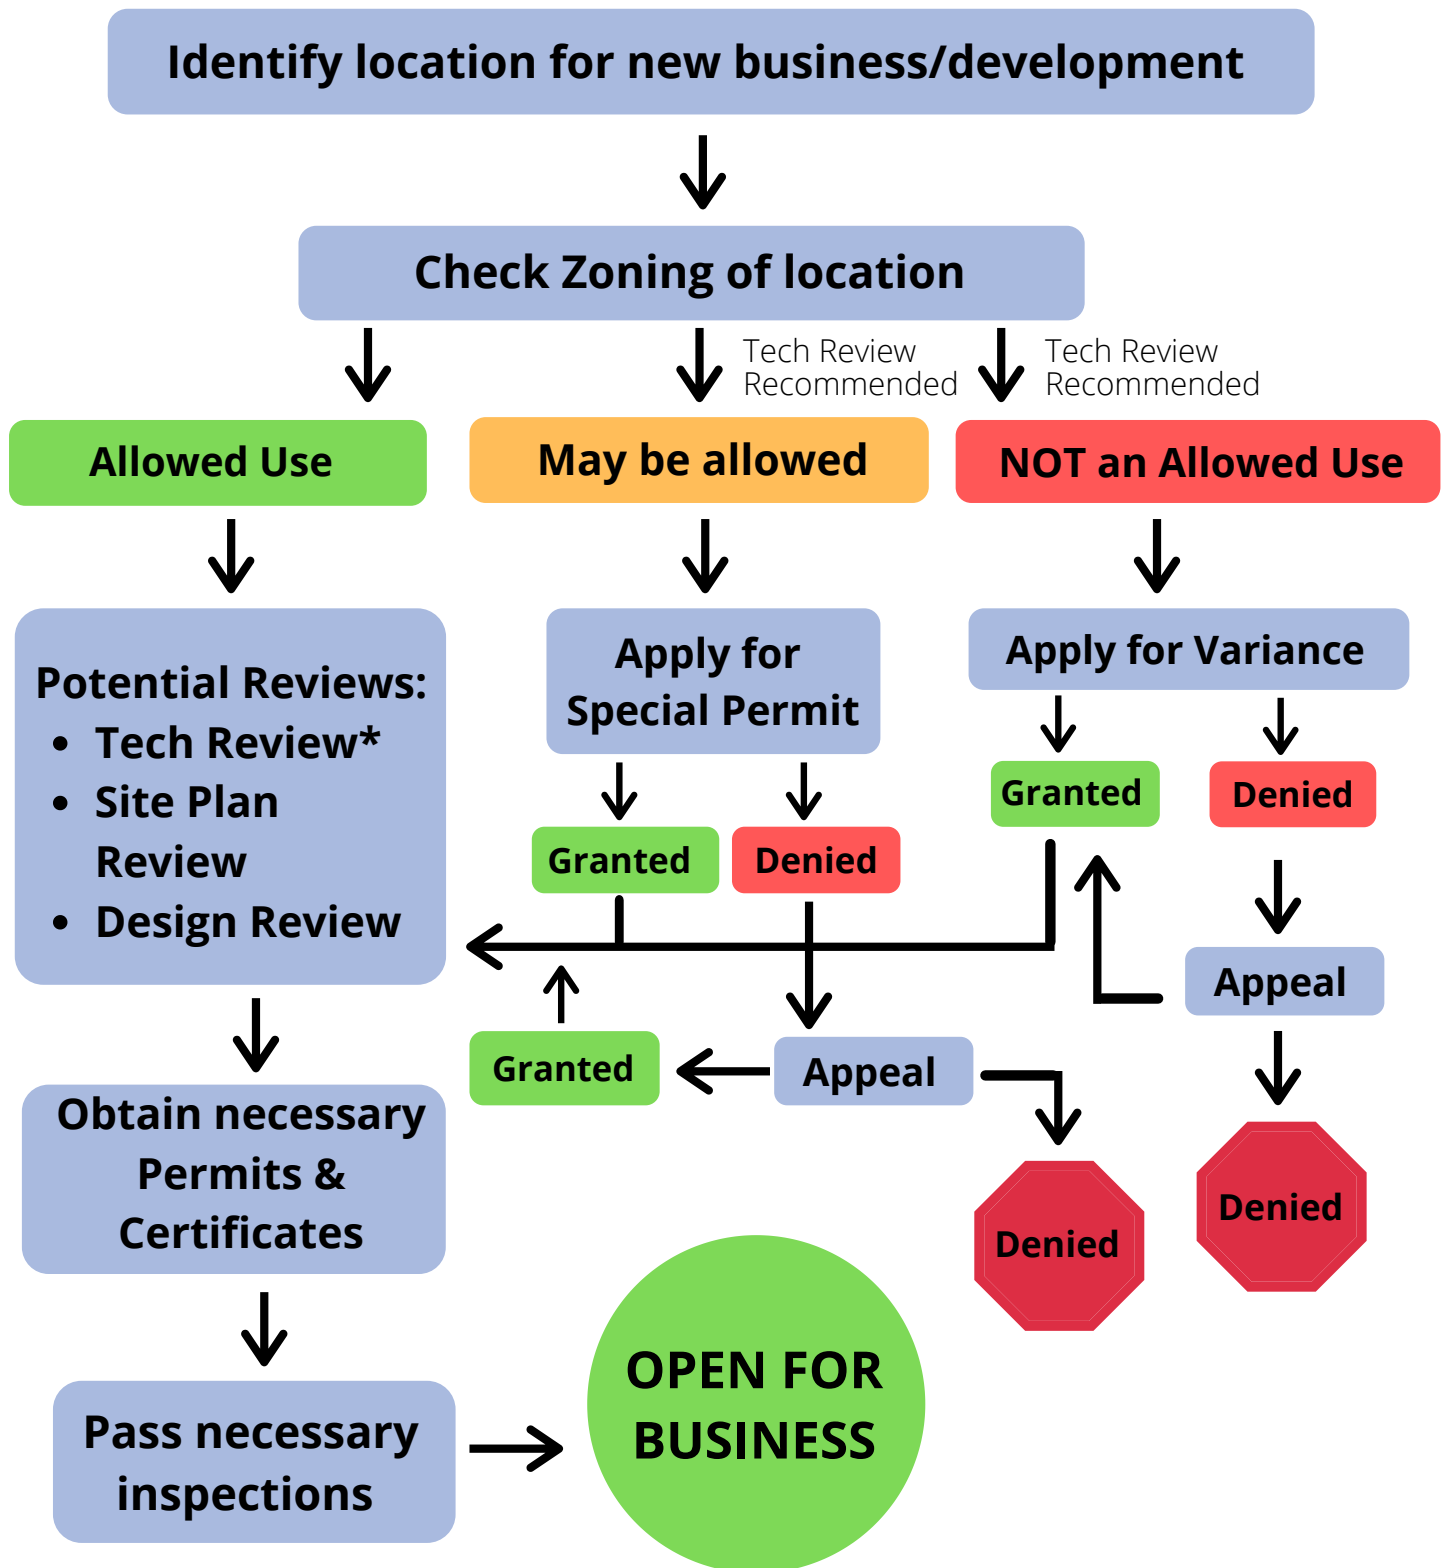 Identify location for new business/development
Check Zoning of location
Tech Review
Recommended
Tech Review
Recommended
Allowed Use
May be allowed
NOT an Allowed Use
Potential Reviews:
• Tech Review*
• Site Plan
Review
• Design Review
Apply for
Special Permit
Apply for Variance
Granted
Denied
Granted
Denied
Appeal
Granted
Appeal
Denied
Denied
Obtain necessary
Permits &
Certificates
Pass necessary
inspections
OPEN FOR
BUSINESS